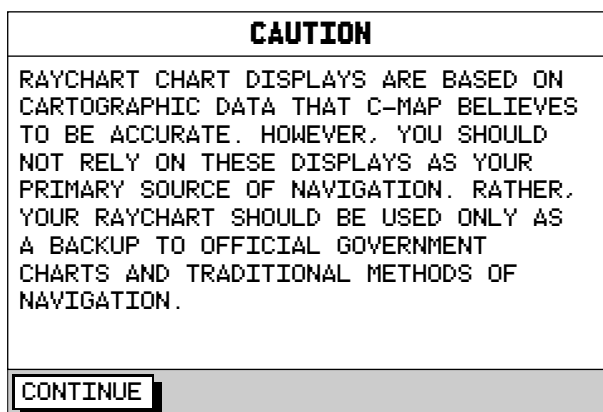 CAUTION
RAYCHART CHART DISPLAYS ARE BASED ON
CARTOGRAPHIC DATA THAT C-MAP BELIEVES
TO BE ACCURATE. HOWEVER, YOU SHOULD
NOT RELY ON THESE DISPLAYS AS YOUR
PRIMARY SOURCE OF NAVIGATION. RATHER,
YOUR RAYCHART SHOULD BE USED ONLY AS
A BACKUP TO OFFICIAL GOVERNMENT
CHARTS AND TRADITIONAL METHODS OF
NAVIGATION.
CONTINUE